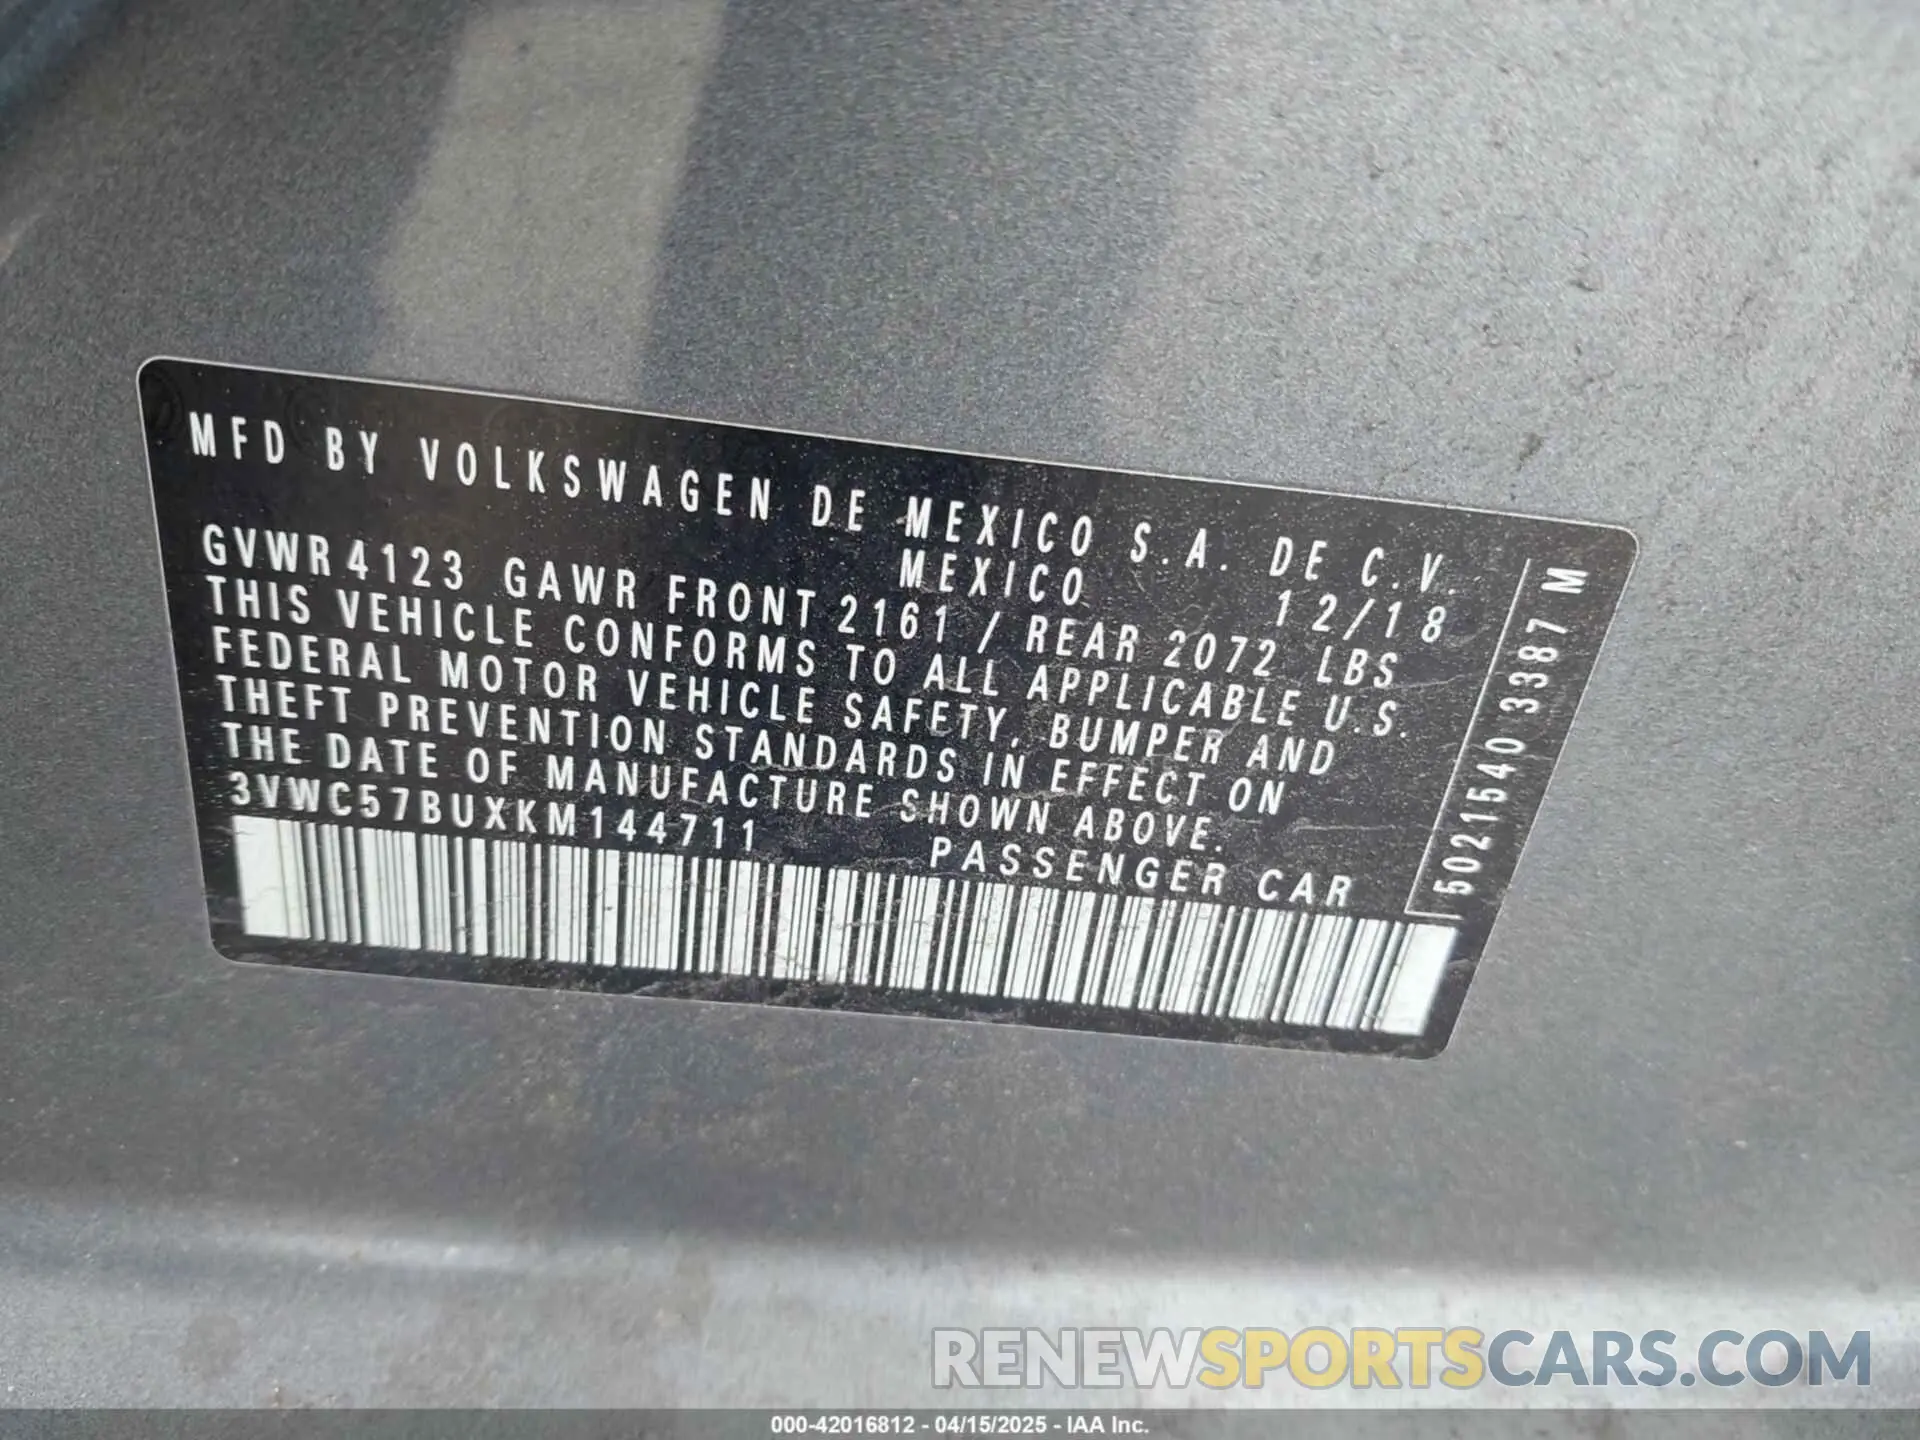 MFD BY VOLKSWAGEN DE MEXICO S.A. DE C.V.
MEXICO 12/18
GVWR 4123 GAWR FRONT 2161 / REAR 2072 LBS
THIS VEHICLE CONFORMS TO ALL APPLICABLE U.S.
FEDERAL MOTOR VEHICLE SAFETY, BUMPER AND
THEFT PREVENTION STANDARDS IN EFFECT ON
THE DATE OF MANUFACTURE SHOWN ABOVE.
3VWC57BUXKM144711 PASSENGER CAR
5021540 3387 M
RENEWSPORTSCARS.COM
000-42016812 - 04/15/2025 - IAA Inc.